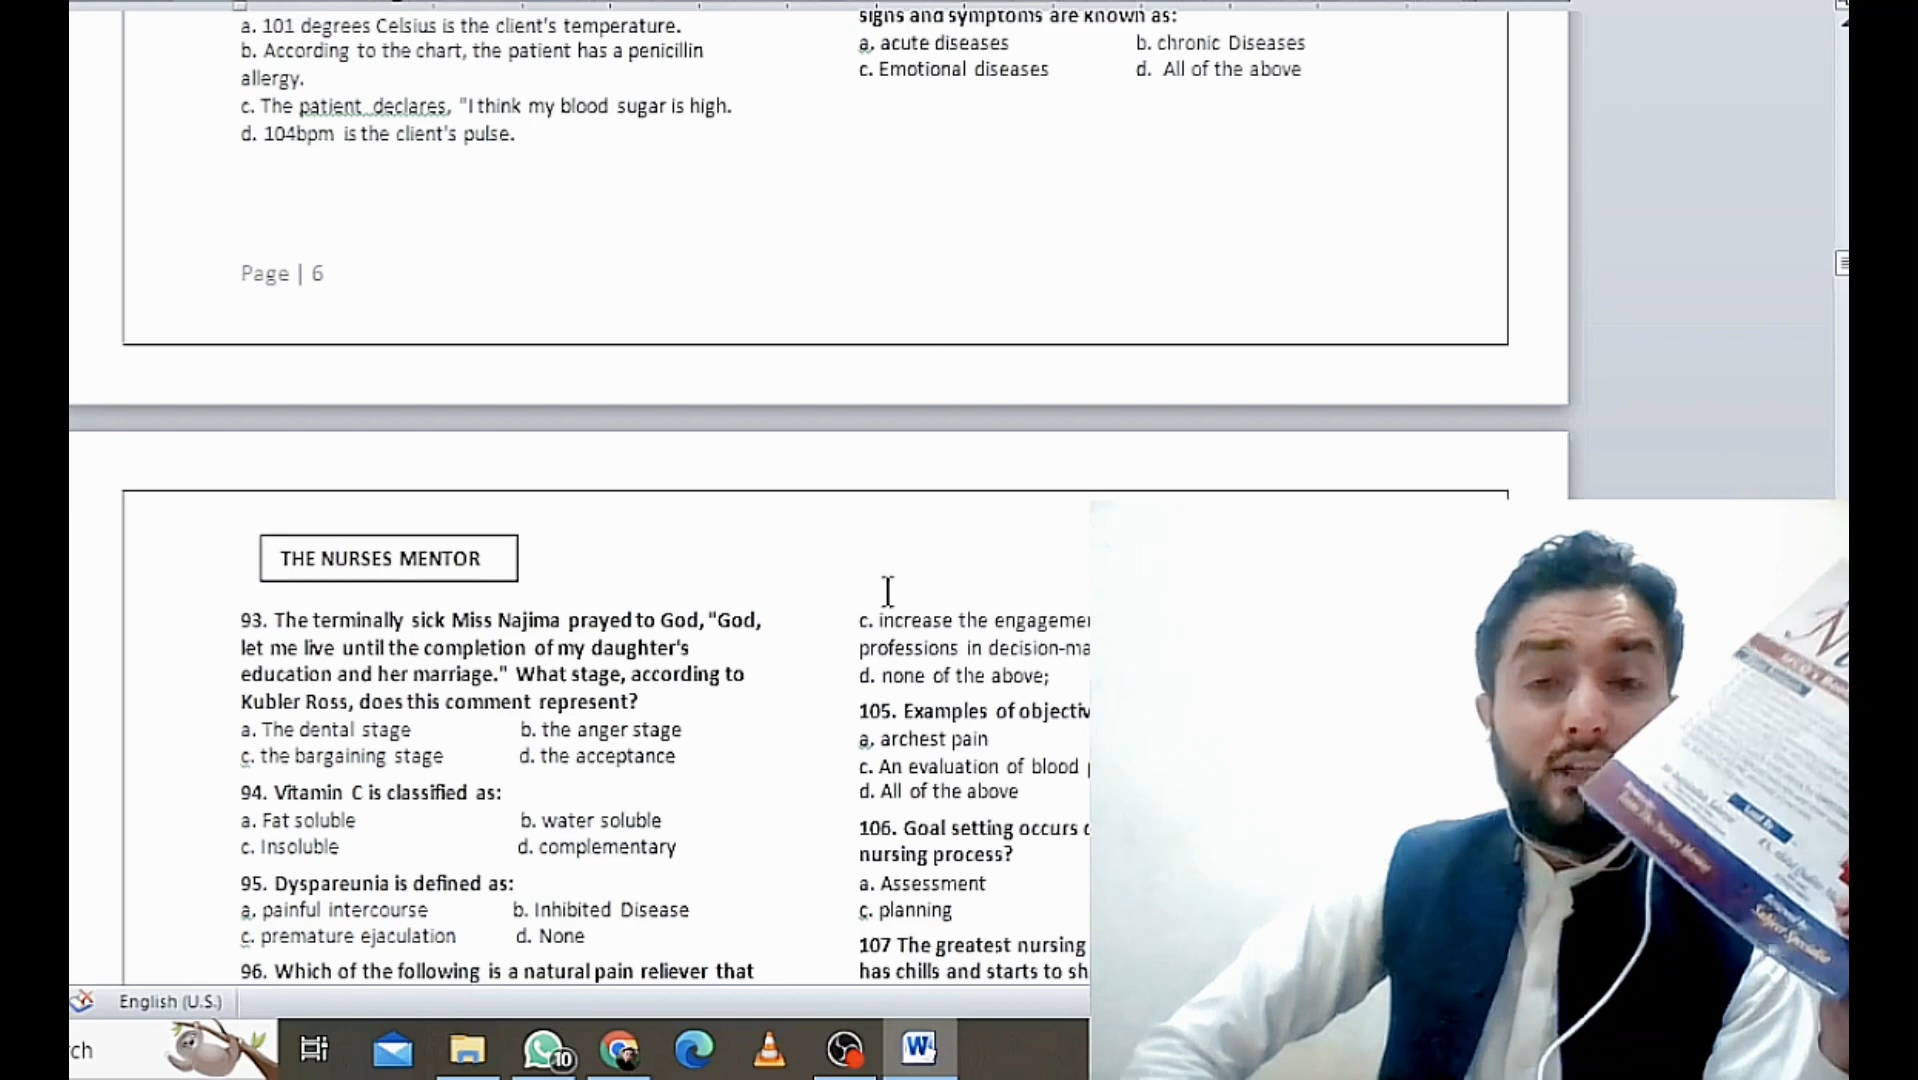 a. 101 degrees Celsius is the client's temperature.
b. According to the chart, the patient has a penicillin
allergy.
c. The patient declares, "I think my blood sugar is high.
d. 104bpm is the client's pulse.
signs and symptoms are known as:
a, acute diseases b. chronic Diseases
c. Emotional diseases d. All of the above
Page | 6
THE NURSES MENTOR
93. The terminally sick Miss Najima prayed to God, "God,
let me live until the completion of my daughter's
education and her marriage." What stage, according to
Kubler Ross, does this comment represent?
a. The dental stage b. the anger stage
c. the bargaining stage d. the acceptance
94. Vitamin C is classified as:
a. Fat soluble b. water soluble
c. Insoluble d. complementary
95. Dyspareunia is defined as:
a, painful intercourse b. Inhibited Disease
c. premature ejaculation d. None
96. Which of the following is a natural pain reliever that
c. increase the engagemer
professions in decision-ma
d. none of the above;
105. Examples of objectiv
a, archest pain
c. An evaluation of blood
d. All of the above
106. Goal setting occurs
nursing process?
a. Assessment
c. planning
107 The greatest nursing
has chills and starts to sh
English (U.S.)
ch
10
W
Subject Specialist